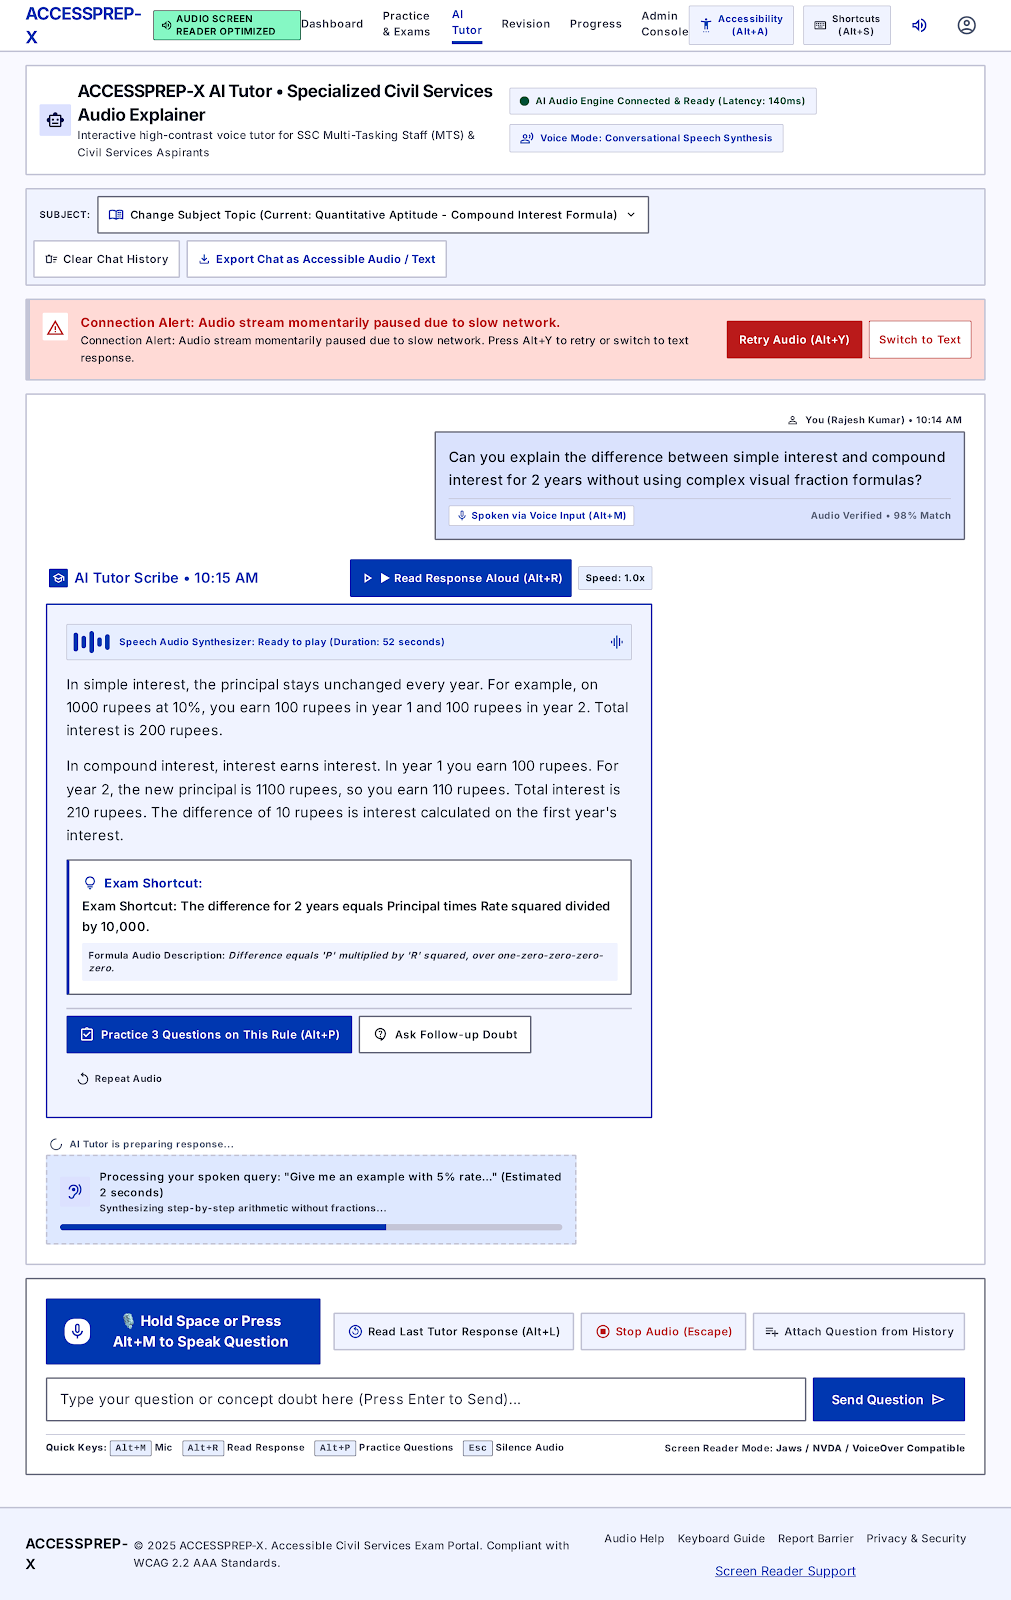 ACCESSPREP-
X
AUDIO SCREEN
READER OPTIMIZED
Dashboard
Practice
& Exams
AI
Tutor
Revision
Progress
Admin
Console
Accessibility
(Alt+A)
Shortcuts
(Alt+S)
ACCESSPREP-X AI Tutor • Specialized Civil Services
Audio Explainer
Interactive high-contrast voice tutor for SSC Multi-Tasking Staff (MTS) &
Civil Services Aspirants
AI Audio Engine Connected & Ready (Latency: 140ms)
Voice Mode: Conversational Speech Synthesis
SUBJECT:
Change Subject Topic (Current: Quantitative Aptitude - Compound Interest Formula)
Clear Chat History
Export Chat as Accessible Audio / Text
Connection Alert: Audio stream momentarily paused due to slow network.
Connection Alert: Audio stream momentarily paused due to slow network. Press Alt+Y to retry or switch to text
response.
Retry Audio (Alt+Y)
Switch to Text
You (Rajesh Kumar) • 10:14 AM
Can you explain the difference between simple interest and compound
interest for 2 years without using complex visual fraction formulas?
Spoken via Voice Input (Alt+M)
Audio Verified • 98% Match
AI Tutor Scribe • 10:15 AM
▶ Read Response Aloud (Alt+R)
Speed: 1.0x
Speech Audio Synthesizer: Ready to play (Duration: 52 seconds)
In simple interest, the principal stays unchanged every year. For example, on
1000 rupees at 10%, you earn 100 rupees in year 1 and 100 rupees in year 2. Total
interest is 200 rupees.
In compound interest, interest earns interest. In year 1 you earn 100 rupees. For
year 2, the new principal is 1100 rupees, so you earn 110 rupees. Total interest is
210 rupees. The difference of 10 rupees is interest calculated on the first year's
interest.
Exam Shortcut:
Exam Shortcut: The difference for 2 years equals Principal times Rate squared divided
by 10,000.
Formula Audio Description: Difference equals 'P' multiplied by 'R' squared, over one-zero-zero-zero-
zero.
Practice 3 Questions on This Rule (Alt+P)
Ask Follow-up Doubt
Repeat Audio
AI Tutor is preparing response...
Processing your spoken query: "Give me an example with 5% rate..." (Estimated
2 seconds)
Synthesizing step-by-step arithmetic without fractions...
🎙️ Hold Space or Press
Alt+M to Speak Question
Read Last Tutor Response (Alt+L)
Stop Audio (Escape)
Attach Question from History
Type your question or concept doubt here (Press Enter to Send)...
Send Question
Quick Keys: Alt+M Mic Alt+R Read Response Alt+P Practice Questions Esc Silence Audio
Screen Reader Mode: Jaws / NVDA / VoiceOver Compatible
ACCESSPREP-
X
© 2025 ACCESSPREP-X. Accessible Civil Services Exam Portal. Compliant with
WCAG 2.2 AAA Standards.
Audio Help Keyboard Guide Report Barrier Privacy & Security
Screen Reader Support